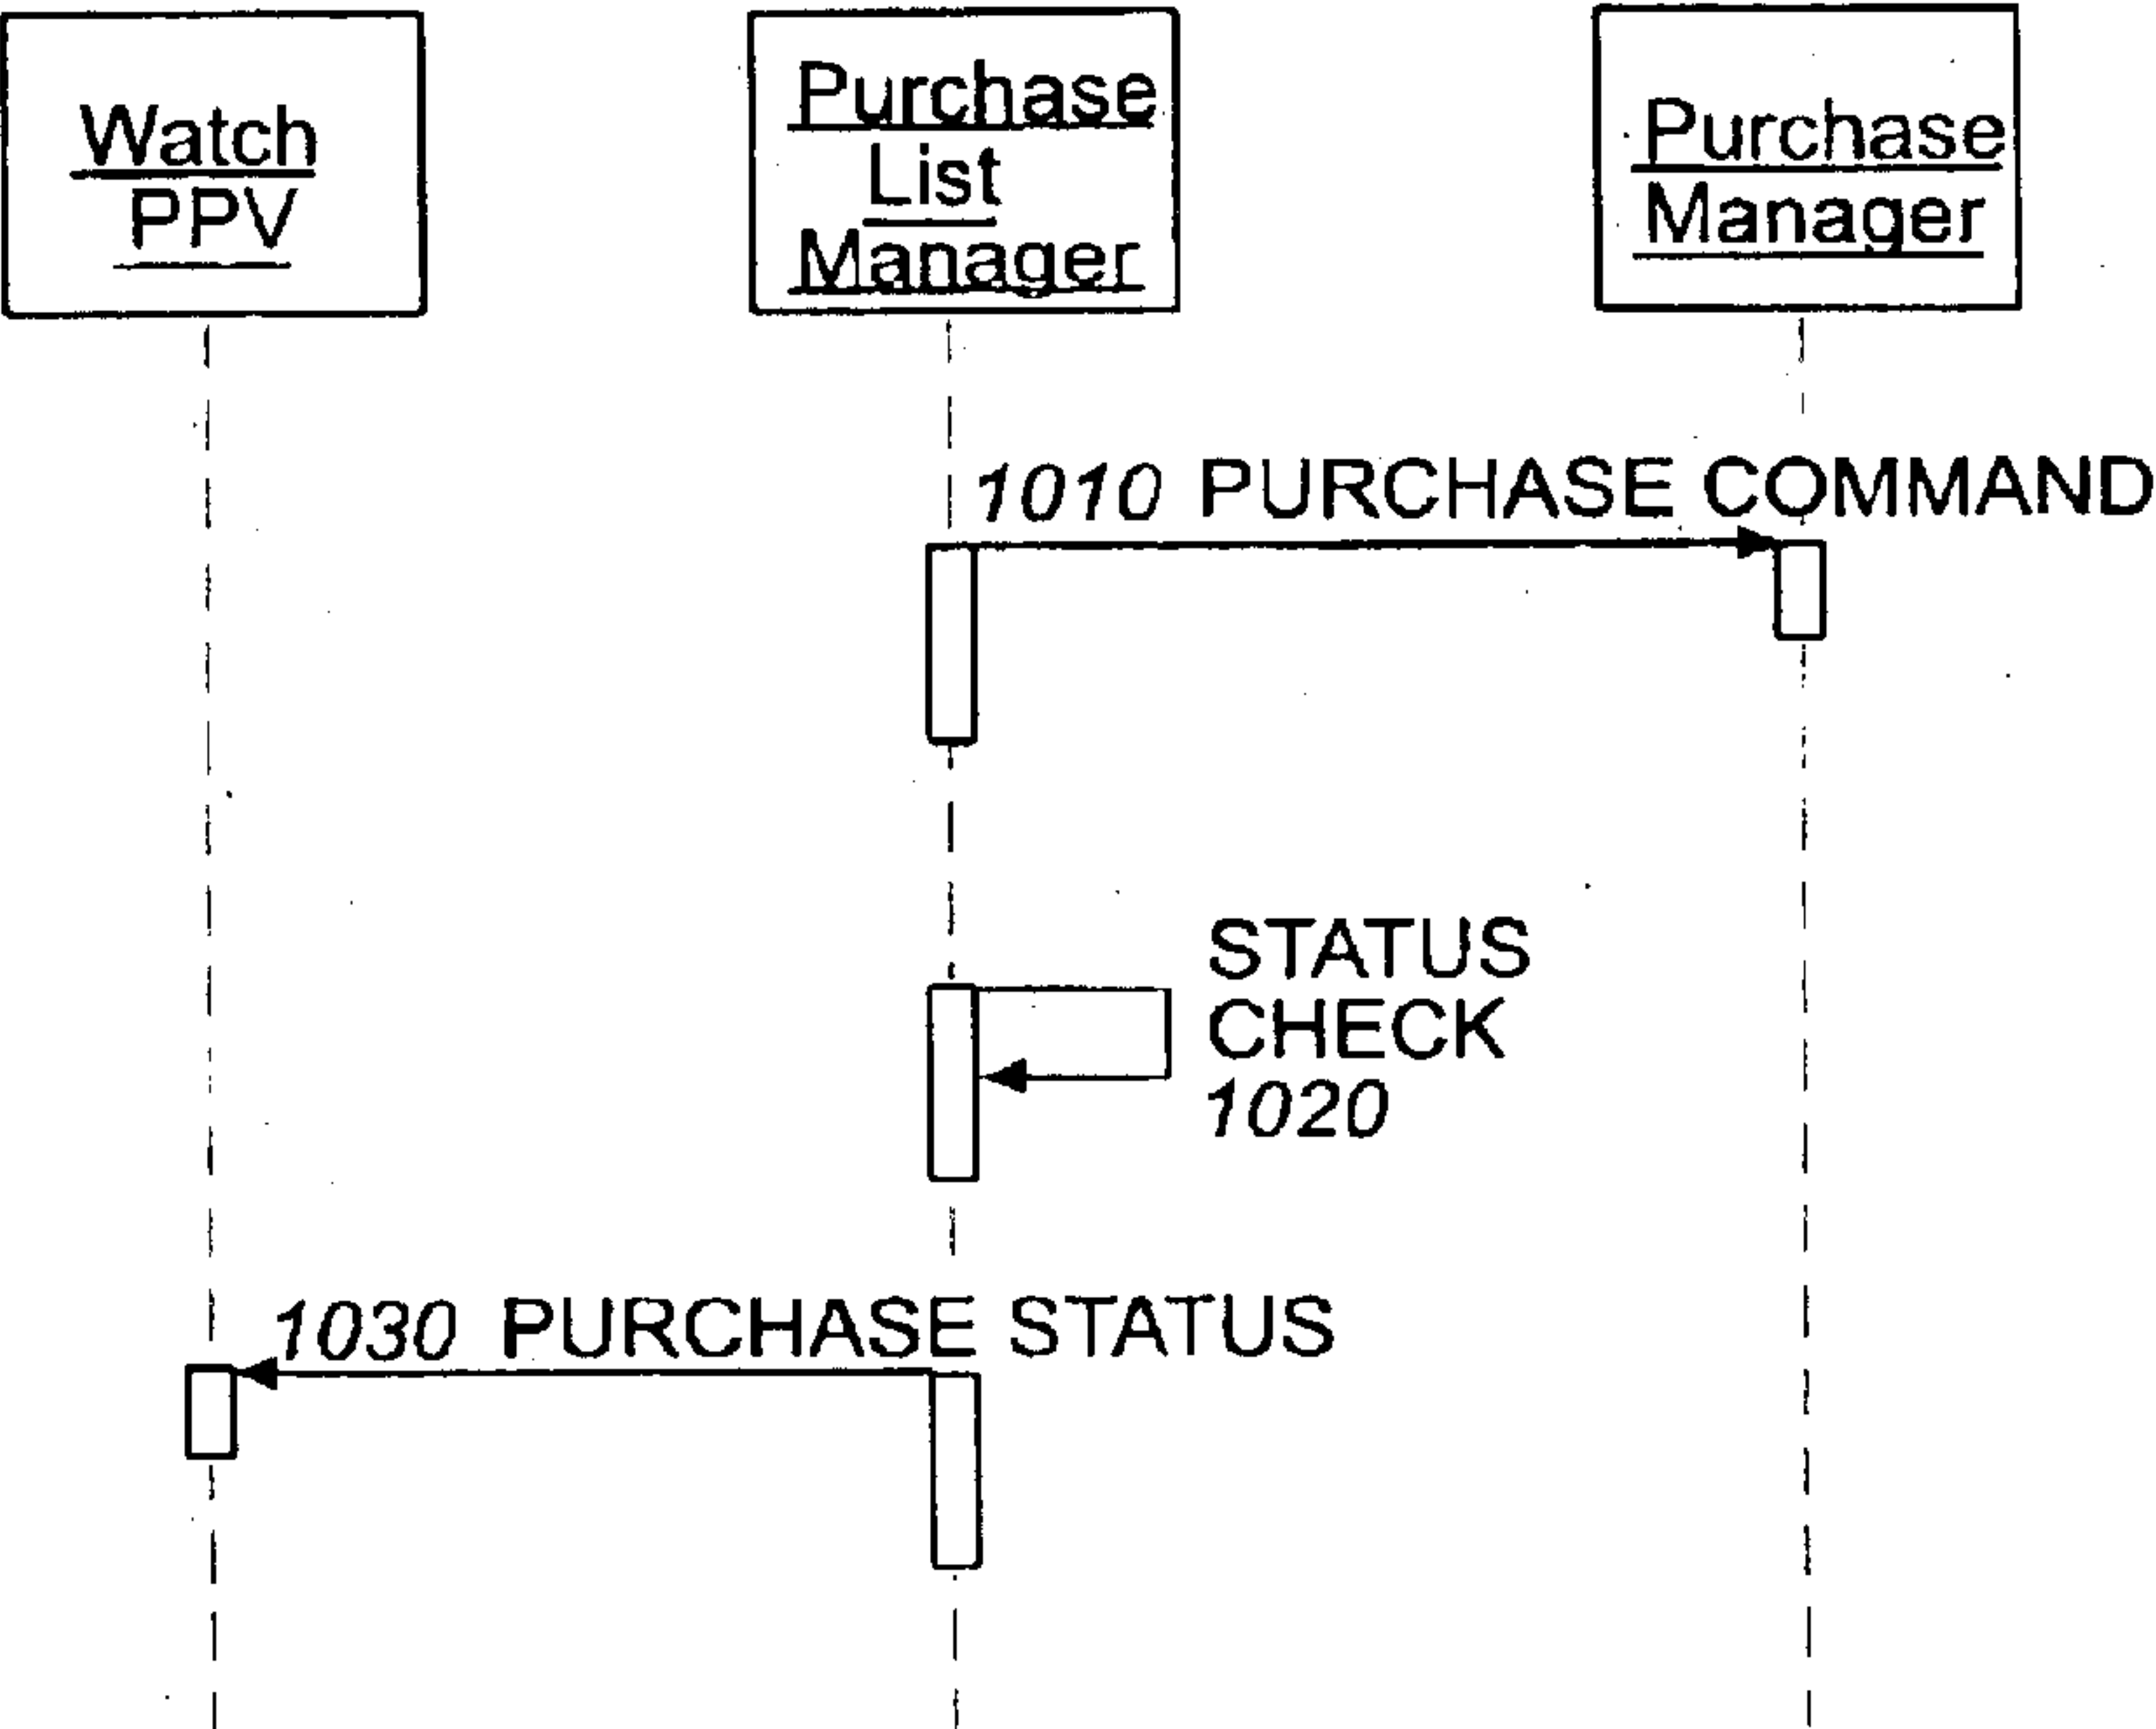 Watch
PPV
Purchase
List
Manager
Purchase
Manager
1010 PURCHASE COMMAND
STATUS
CHECK
1020
1030 PURCHASE STATUS